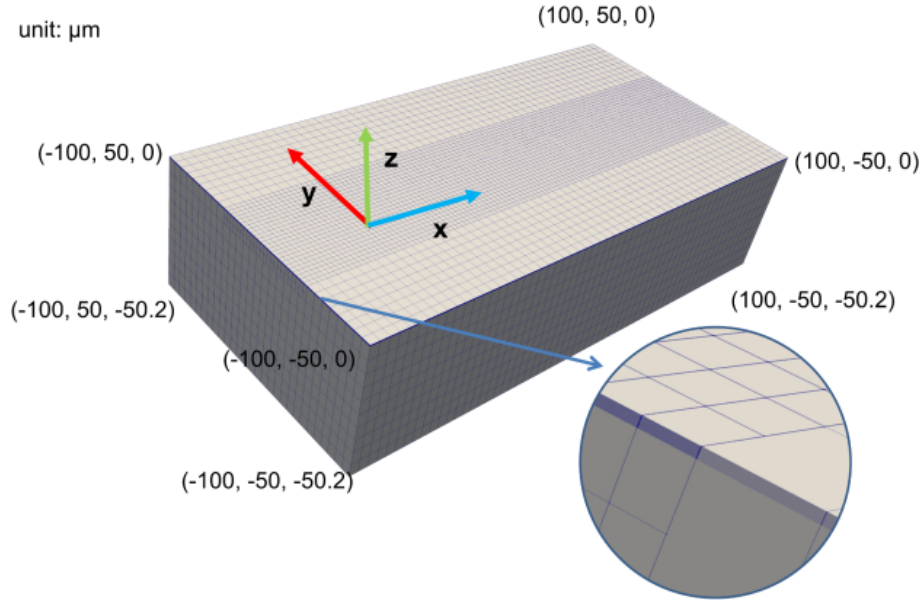 (100, 50, 0)
unit: µm
(-100, 50, 0)
z
(100, -50, 0)
y
x
(100, -50, -50.2)
(-100, 50, -50.2)
(-100, -50, 0)
(-100, -50, -50.2)